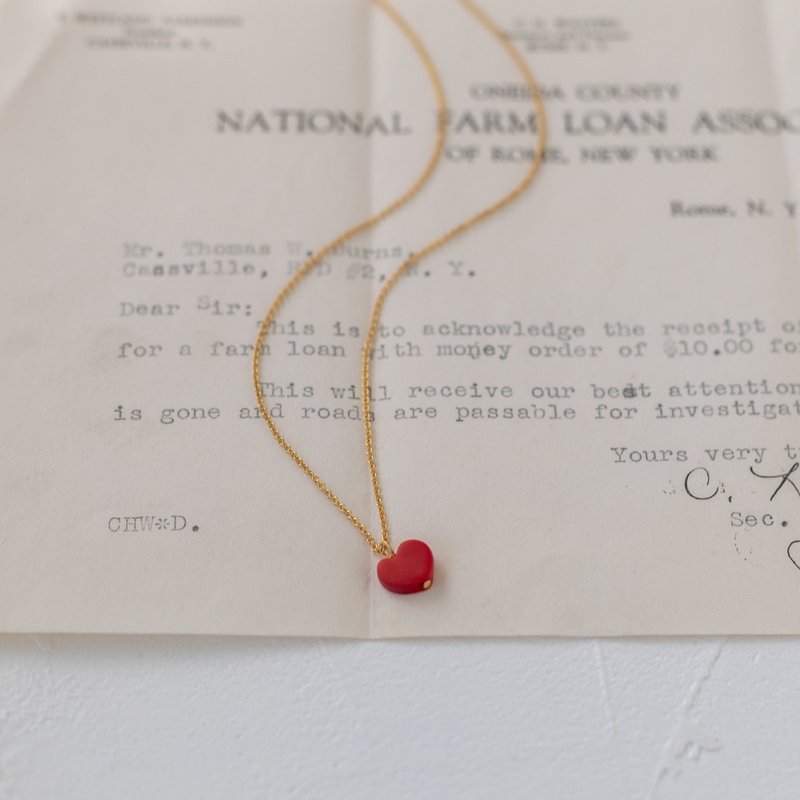 ONEIDA COUNTY
NATIONAL FARM LOAN ASSOC
OF ROME, NEW YORK
Rome, N. Y
Mr. Thomas W. Burns,
Cassville, RFD #2, N. Y.
Dear Sir:
This is to acknowledge the receipt o
for a farm loan with money order of $10.00 fo
This will receive our best attention
is gone and roads are passable for investigat
Yours very t
C.
Sec.
CHW*D.